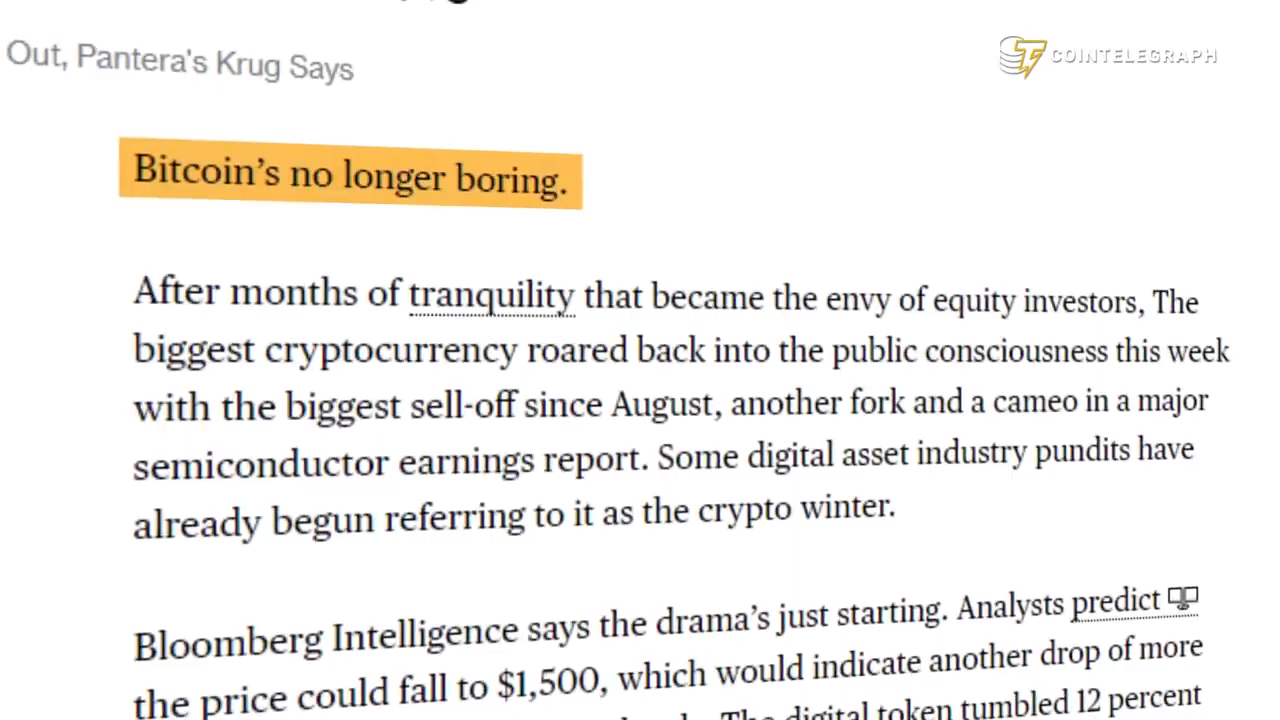 Out, Pantera's Krug Says
COINTELEGRAPH
Bitcoin’s no longer boring.
After months of tranquility that became the envy of equity investors, The
biggest cryptocurrency roared back into the public consciousness this week
with the biggest sell-off since August, another fork and a cameo in a major
semiconductor earnings report. Some digital asset industry pundits have
already begun referring to it as the crypto winter.
Bloomberg Intelligence says the drama’s just starting. Analysts predict
the price could fall to $1,500, which would indicate another drop of more
The digital token tumbled 12 percent